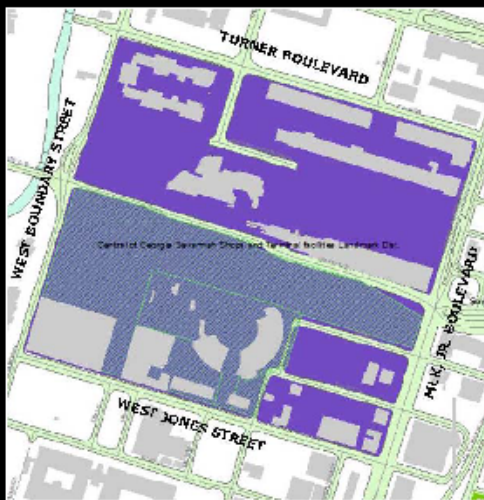 TURNER BOULEVARD
WEST BOUNDARY STREET
Central of Georgia Savannah Shops and Terminal facilities Landmark Dist.
MLK JR. BOULEVARD
WEST JONES STREET